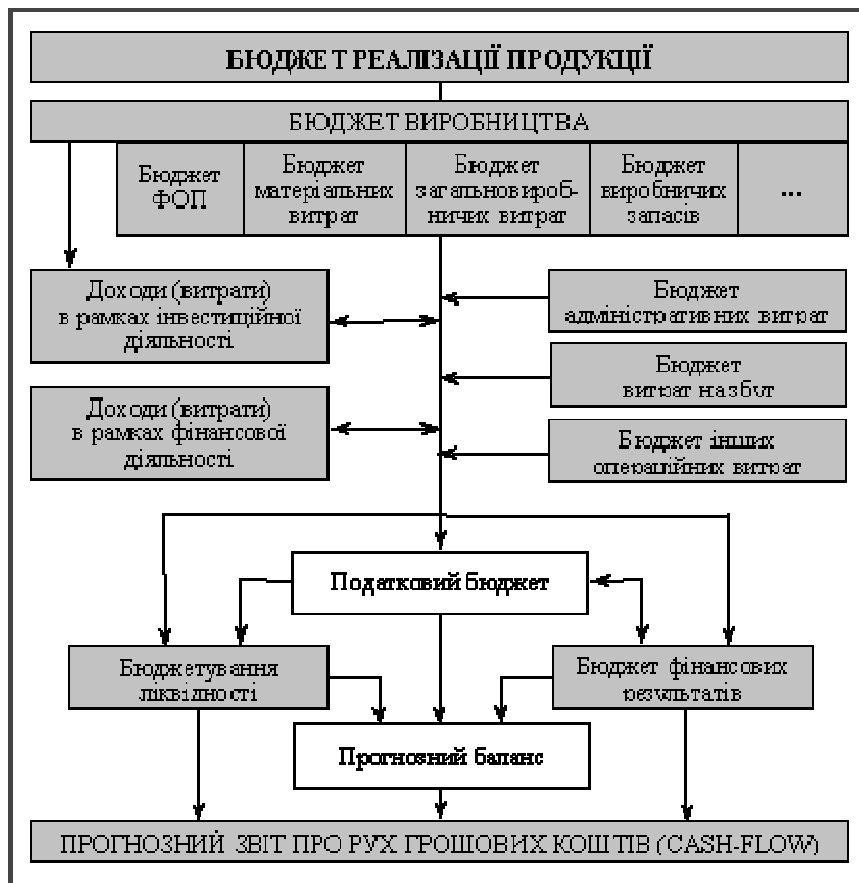 БЮДЖЕТ РЕАЛІЗАЦІЇ ПРОДУКЦІЇ
БЮДЖЕТ ВИРОБНИЦТВА
Бюджет
ФОП
Бюджет
матеріальних
витрат
Бюджет
загальновироб-
ничих витрат
Бюджет
виробничих
запасів
...
Доходи (витрати)
в рамках інвестиційної
діяльності
Бюджет
адміністративних витрат
Бюджет
витрат на збут
Доходи (витрати)
в рамках фінансової
діяльності
Бюджет інших
операційних витрат
Податковий бюджет
Бюджетування
ліквідності
Бюджет фінансових
результатів
Прогнозний баланс
ПРОГНОЗНИЙ ЗВІТ ПРО РУХ ГРОШОВИХ КОШТІВ (CASH-FLOW)